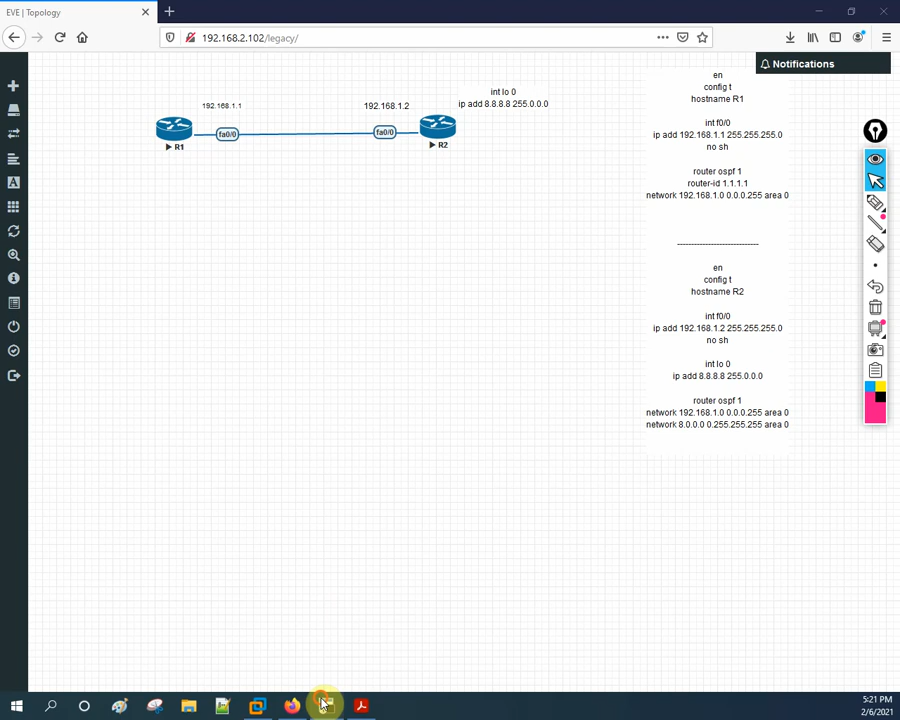 EVE | Topology
192.168.2.102/legacy/
Notifications
192.168.1.1
192.168.1.2
int lo 0
ip add 8.8.8.8 255.0.0.0
fa0/0
fa0/0
R1
R2
en
config t
hostname R1
int f0/0
ip add 192.168.1.1 255.255.255.0
no sh
router ospf 1
router-id 1.1.1.1
network 192.168.1.0 0.0.0.255 area 0
----------------------------
en
config t
hostname R2
int f0/0
ip add 192.168.1.2 255.255.255.0
no sh
int lo 0
ip add 8.8.8.8 255.0.0.0
router ospf 1
network 192.168.1.0 0.0.0.255 area 0
network 8.0.0.0 0.255.255.255 area 0
5:21 PM
2/6/2021